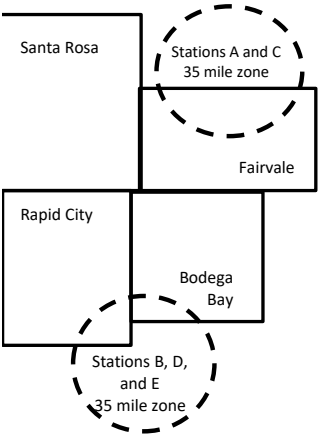 Santa Rosa
Stations A and C
35 mile zone
Fairvale
Rapid City
Bodega
Bay
Stations B, D,
and E
35 mile zone